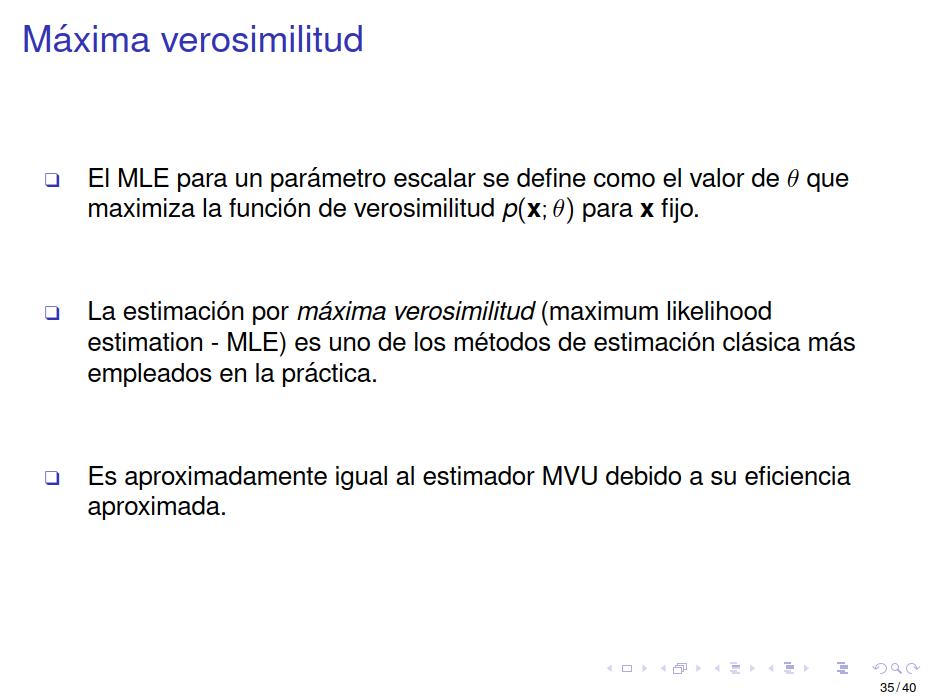 Máxima verosimilitud
El MLE para un parámetro escalar se define como el valor de θ que
maximiza la función de verosimilitud p(x; θ) para x fijo.
La estimación por máxima verosimilitud (maximum likelihood
estimation - MLE) es uno de los métodos de estimación clásica más
empleados en la práctica.
Es aproximadamente igual al estimador MVU debido a su eficiencia
aproximada.
35 / 40